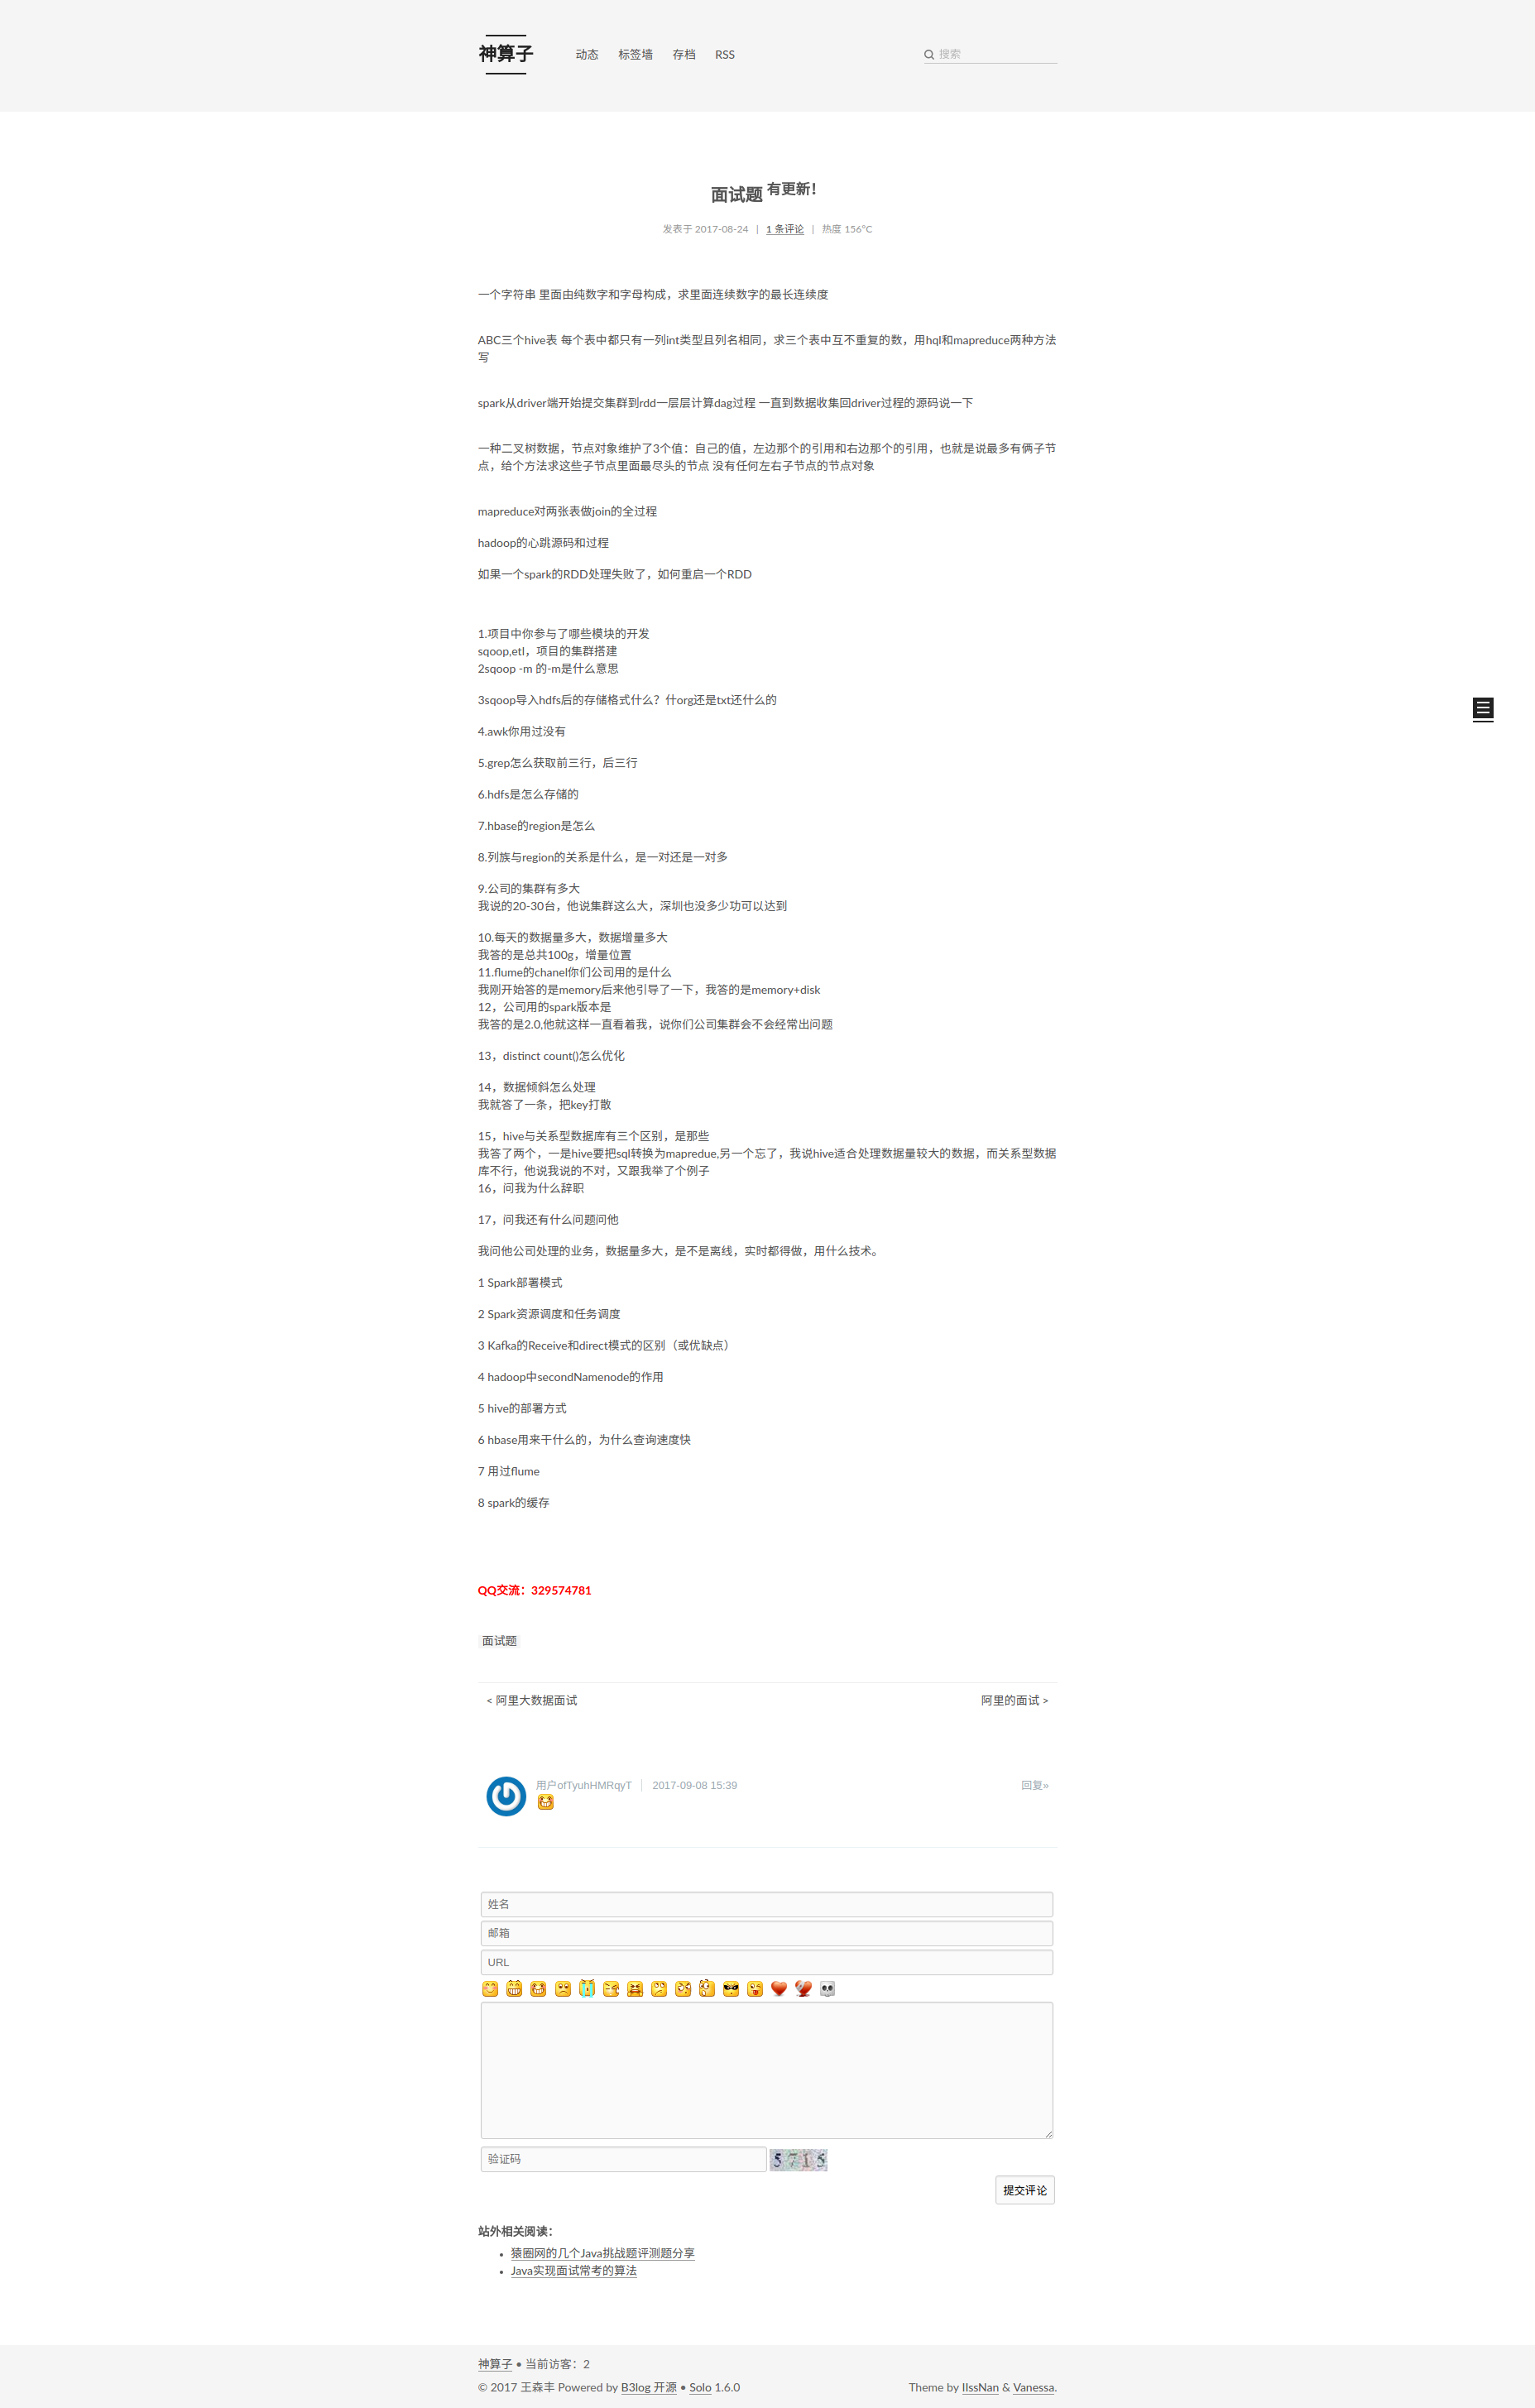 神算子
动态 标签墙 存档 RSS
搜索
面试题 有更新！
发表于 2017-08-24 | 1 条评论 | 热度 156°C
一个字符串 里面由纯数字和字母构成，求里面连续数字的最长连续度
ABC三个hive表 每个表中都只有一列int类型且列名相同，求三个表中互不重复的数，用hql和mapreduce两种方法
写
spark从driver端开始提交集群到rdd一层层计算dag过程 一直到数据收集回driver过程的源码说一下
一种二叉树数据，节点对象维护了3个值：自己的值，左边那个的引用和右边那个的引用，也就是说最多有俩子节
点，给个方法求这些子节点里面最尽头的节点 没有任何左右子节点的节点对象
mapreduce对两张表做join的全过程
hadoop的心跳源码和过程
如果一个spark的RDD处理失败了，如何重启一个RDD
1.项目中你参与了哪些模块的开发
sqoop,etl，项目的集群搭建
2sqoop -m 的-m是什么意思
3sqoop导入hdfs后的存储格式什么？什org还是txt还什么的
4.awk你用过没有
5.grep怎么获取前三行，后三行
6.hdfs是怎么存储的
7.hbase的region是怎么
8.列族与region的关系是什么，是一对还是一对多
9.公司的集群有多大
我说的20-30台，他说集群这么大，深圳也没多少功可以达到
10.每天的数据量多大，数据增量多大
我答的是总共100g，增量位置
11.flume的chanel你们公司用的是什么
我刚开始答的是memory后来他引导了一下，我答的是memory+disk
12，公司用的spark版本是
我答的是2.0,他就这样一直看着我，说你们公司集群会不会经常出问题
13，distinct count()怎么优化
14，数据倾斜怎么处理
我就答了一条，把key打散
15，hive与关系型数据库有三个区别，是那些
我答了两个，一是hive要把sql转换为mapredue,另一个忘了，我说hive适合处理数据量较大的数据，而关系型数据
库不行，他说我说的不对，又跟我举了个例子
16，问我为什么辞职
17，问我还有什么问题问他
我问他公司处理的业务，数据量多大，是不是离线，实时都得做，用什么技术。
1 Spark部署模式
2 Spark资源调度和任务调度
3 Kafka的Receive和direct模式的区别（或优缺点）
4 hadoop中secondNamenode的作用
5 hive的部署方式
6 hbase用来干什么的，为什么查询速度快
7 用过flume
8 spark的缓存
QQ交流：329574781
面试题
< 阿里大数据面试
阿里的面试 >
用户ofTyuhHMRqyT 2017-09-08 15:39
回复»
姓名
邮箱
URL
验证码 5715
提交评论
站外相关阅读：
猿圈网的几个Java挑战题评测题分享
Java实现面试常考的算法
神算子 • 当前访客：2
© 2017 王森丰 Powered by B3log 开源 • Solo 1.6.0
Theme by IIssNan & Vanessa.